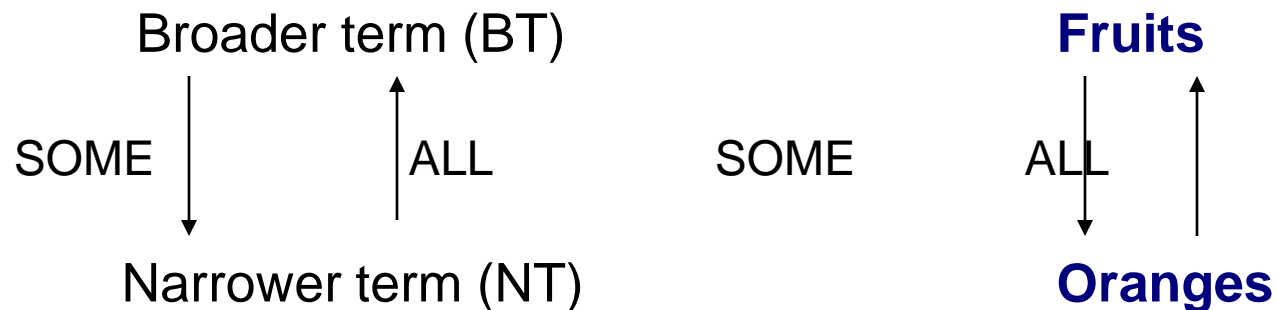 Broader term (BT) Fruits
SOME ALL SOME ALL
Narrower term (NT) Oranges